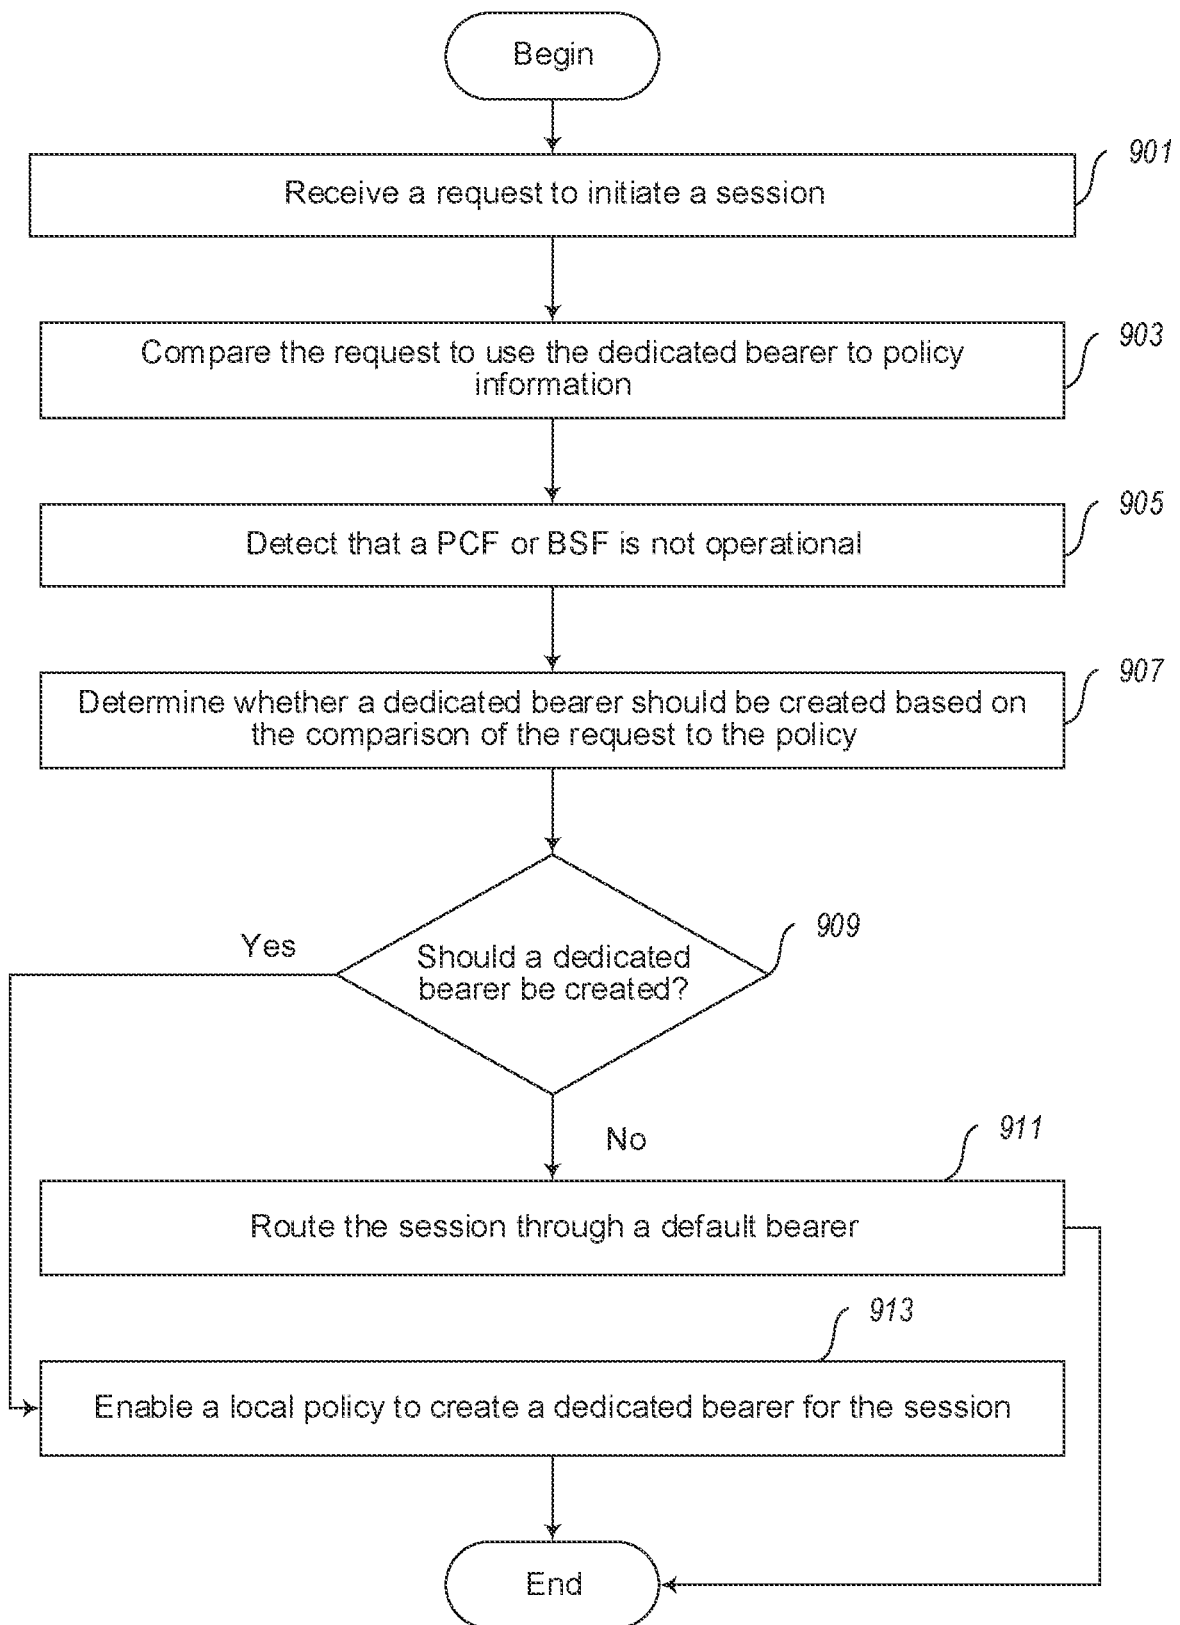 Begin
901
Receive a request to initiate a session
903
Compare the request to use the dedicated bearer to policy
information
905
Detect that a PCF or BSF is not operational
907
Determine whether a dedicated bearer should be created based on
the comparison of the request to the policy
909
Yes
Should a dedicated
bearer be created?
No
911
Route the session through a default bearer
913
Enable a local policy to create a dedicated bearer for the session
End